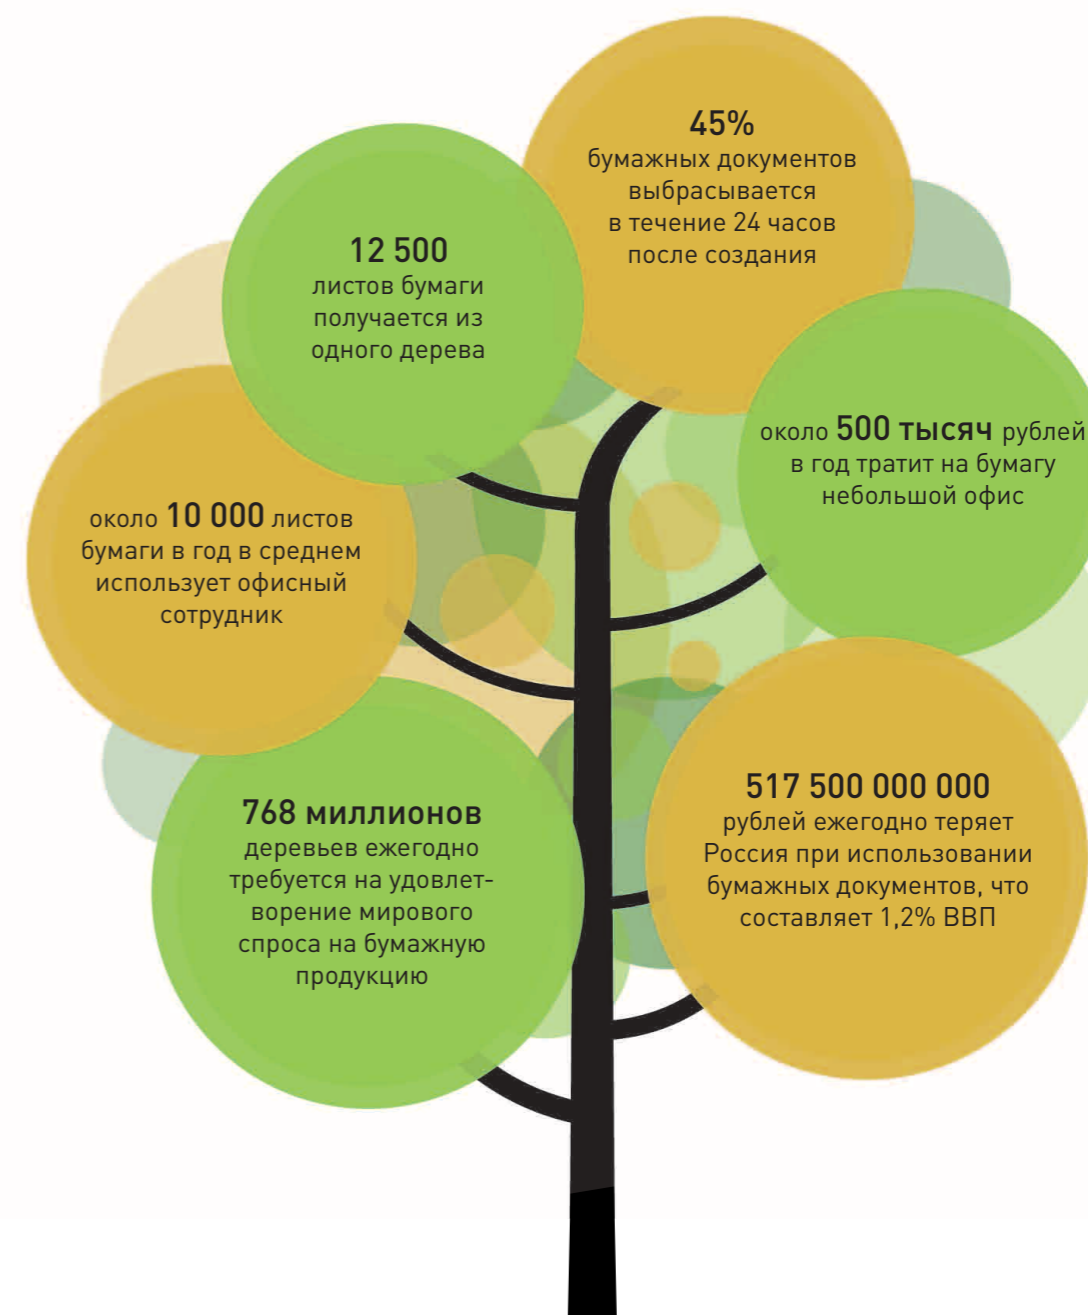 45%
бумажных документов
выбрасывается
в течение 24 часов
после создания
12 500
листов бумаги
получается из
одного дерева
около 500 тысяч рублей
в год тратит на бумагу
небольшой офис
около 10 000 листов
бумаги в год в среднем
использует офисный
сотрудник
768 миллионов
деревьев ежегодно
требуется на удовлет-
ворение мирового
спроса на бумажную
продукцию
517 500 000 000
рублей ежегодно теряет
Россия при использовании
бумажных документов, что
составляет 1,2% ВВП